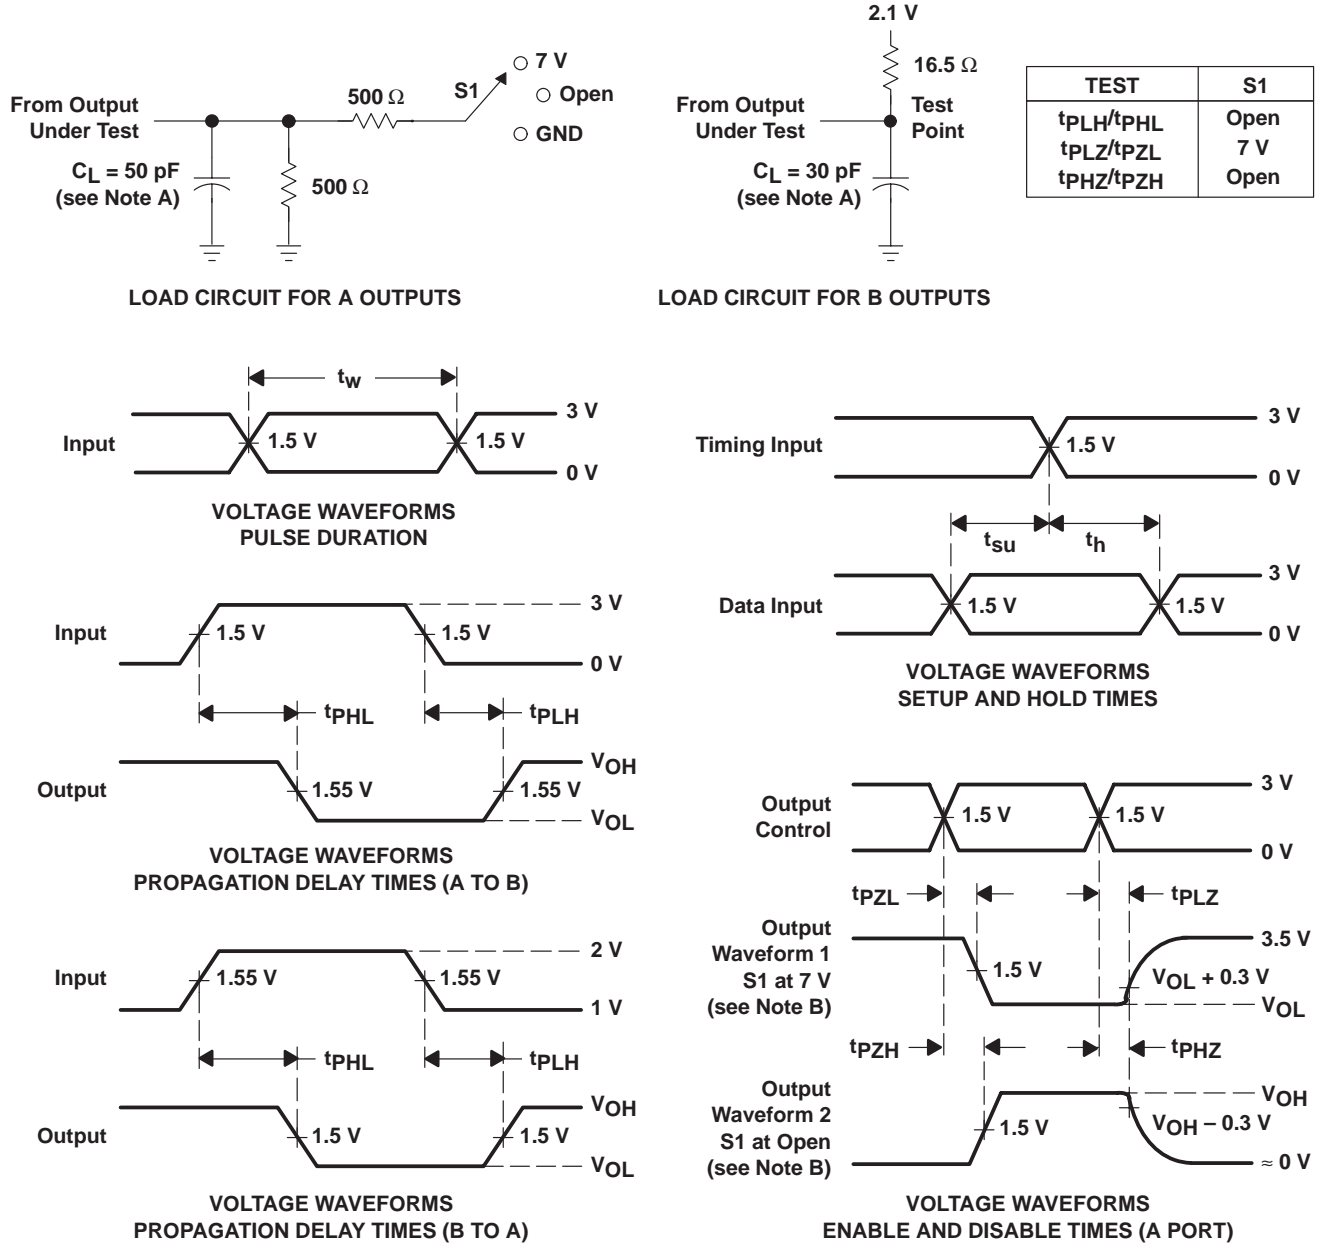 From Output
Under Test
CL = 50 pF
(see Note A)
500 Ω
500 Ω
S1
7 V
Open
GND
LOAD CIRCUIT FOR A OUTPUTS
2.1 V
16.5 Ω
From Output
Under Test
Test
Point
CL = 30 pF
(see Note A)
LOAD CIRCUIT FOR B OUTPUTS
TEST S1
tPLH/tPHL Open
tPLZ/tPZL 7 V
tPHZ/tPZH Open
tw
Input
1.5 V
1.5 V
3 V
0 V
VOLTAGE WAVEFORMS
PULSE DURATION
Timing Input
1.5 V
3 V
0 V
tsu
th
Data Input
1.5 V
1.5 V
3 V
0 V
VOLTAGE WAVEFORMS
SETUP AND HOLD TIMES
Input
1.5 V
1.5 V
3 V
0 V
tPHL
tPLH
Output
1.55 V
1.55 V
VOH
VOL
VOLTAGE WAVEFORMS
PROPAGATION DELAY TIMES (A TO B)
Input
1.55 V
1.55 V
2 V
1 V
tPHL
tPLH
Output
1.5 V
1.5 V
VOH
VOL
VOLTAGE WAVEFORMS
PROPAGATION DELAY TIMES (B TO A)
Output
Control
1.5 V
1.5 V
3 V
0 V
tPZL
tPLZ
Output
Waveform 1
S1 at 7 V
(see Note B)
1.5 V
3.5 V
VOL + 0.3 V
VOL
tPZH
tPHZ
Output
Waveform 2
S1 at Open
(see Note B)
1.5 V
VOH
VOH – 0.3 V
≈ 0 V
VOLTAGE WAVEFORMS
ENABLE AND DISABLE TIMES (A PORT)